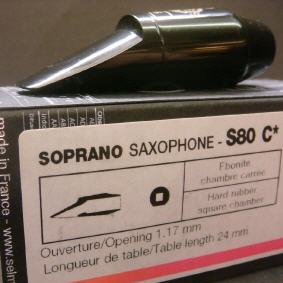 SOPRANO SAXOPHONE - S80 C*
Ebonite
chambre carrée
Hard rubber
square chamber
Ouverture/Opening 1.17 mm
Longueur de table/Table length 24 mm
made in France - www.selm